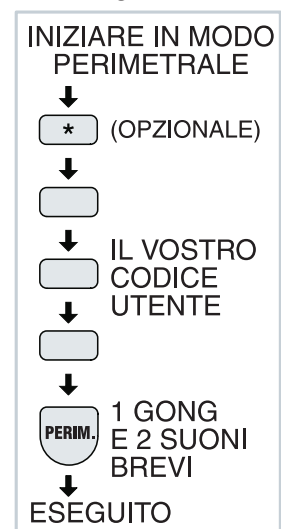 INIZIARE IN MODO
PERIMETRALE
* (OPZIONALE)
IL VOSTRO
CODICE
UTENTE
PERIM. 1 GONG
E 2 SUONI
BREVI
ESEGUITO